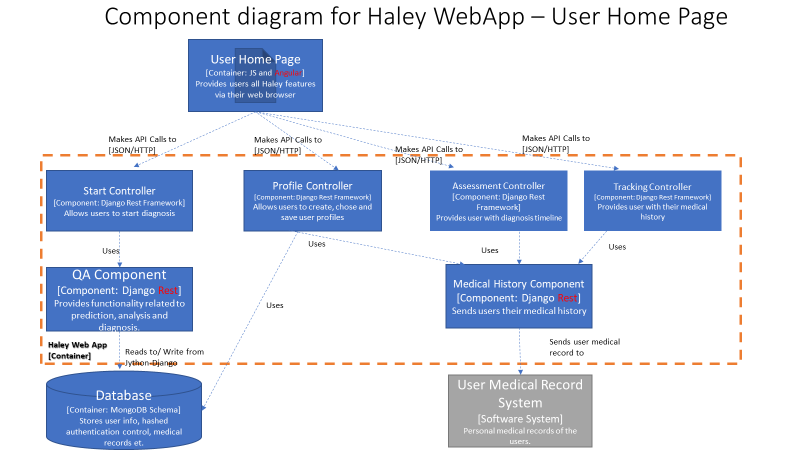 Component diagram for Haley WebApp – User Home Page
User Home Page
[Container: JS and Angular]
Provides users all Haley features
via their web browser
Makes API Calls to
[JSON/HTTP]
Makes API Calls to
[JSON/HTTP]
Makes API Calls to
[JSON/HTTP]
Makes API Calls to
[JSON/HTTP]
Start Controller
[Component: Django Rest Framework]
Allows users to start diagnosis
Profile Controller
[Component: Django Rest Framework]
Allows users to create, chose and
save user profiles
Assessment Controller
[Component: Django Rest
Framework]
Provides user with diagnosis timeline
Tracking Controller
[Component: Django Rest Framework]
Provides user with their medical
history
Uses
Uses
Uses
Uses
QA Component
[Component: Django Rest]
Provides functionality related to
prediction, analysis and
diagnosis.
Medical History Component
[Component: Django Rest]
Sends users their medical history
Uses
Haley Web App
[Container]
Reads to/ Write from
Jython-Django
Sends user medical
record to
Database
[Container: MongoDB Schema]
Stores user info, hashed
authentication control, medical
records et.
User Medical Record
System
[Software System]
Personal medical records of the
users.